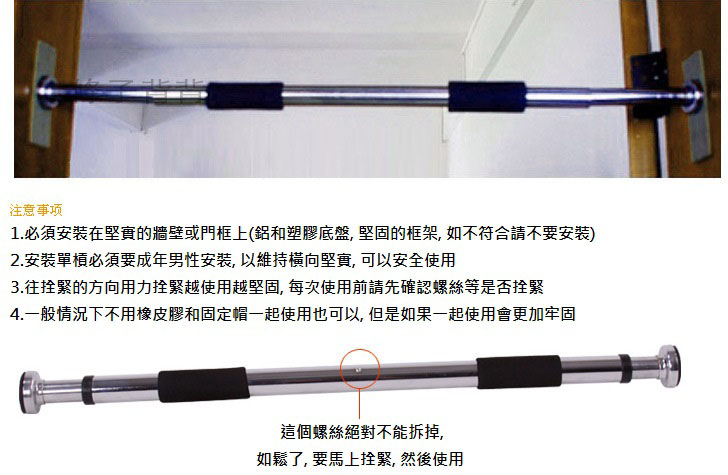 注意事项
1.必須安裝在堅實的牆壁或門框上(鋁和塑膠底盤, 堅固的框架, 如不符合請不要安裝)
2.安裝單槓必須要成年男性安裝, 以維持橫向堅實, 可以安全使用
3.往拴緊的方向用力拴緊越使用越堅固, 每次使用前請先確認螺絲等是否拴緊
4.一般情況下不用橡皮膠和固定帽一起使用也可以, 但是如果一起使用會更加牢固
這個螺絲絕對不能拆掉,
如鬆了, 要馬上拴緊, 然後使用